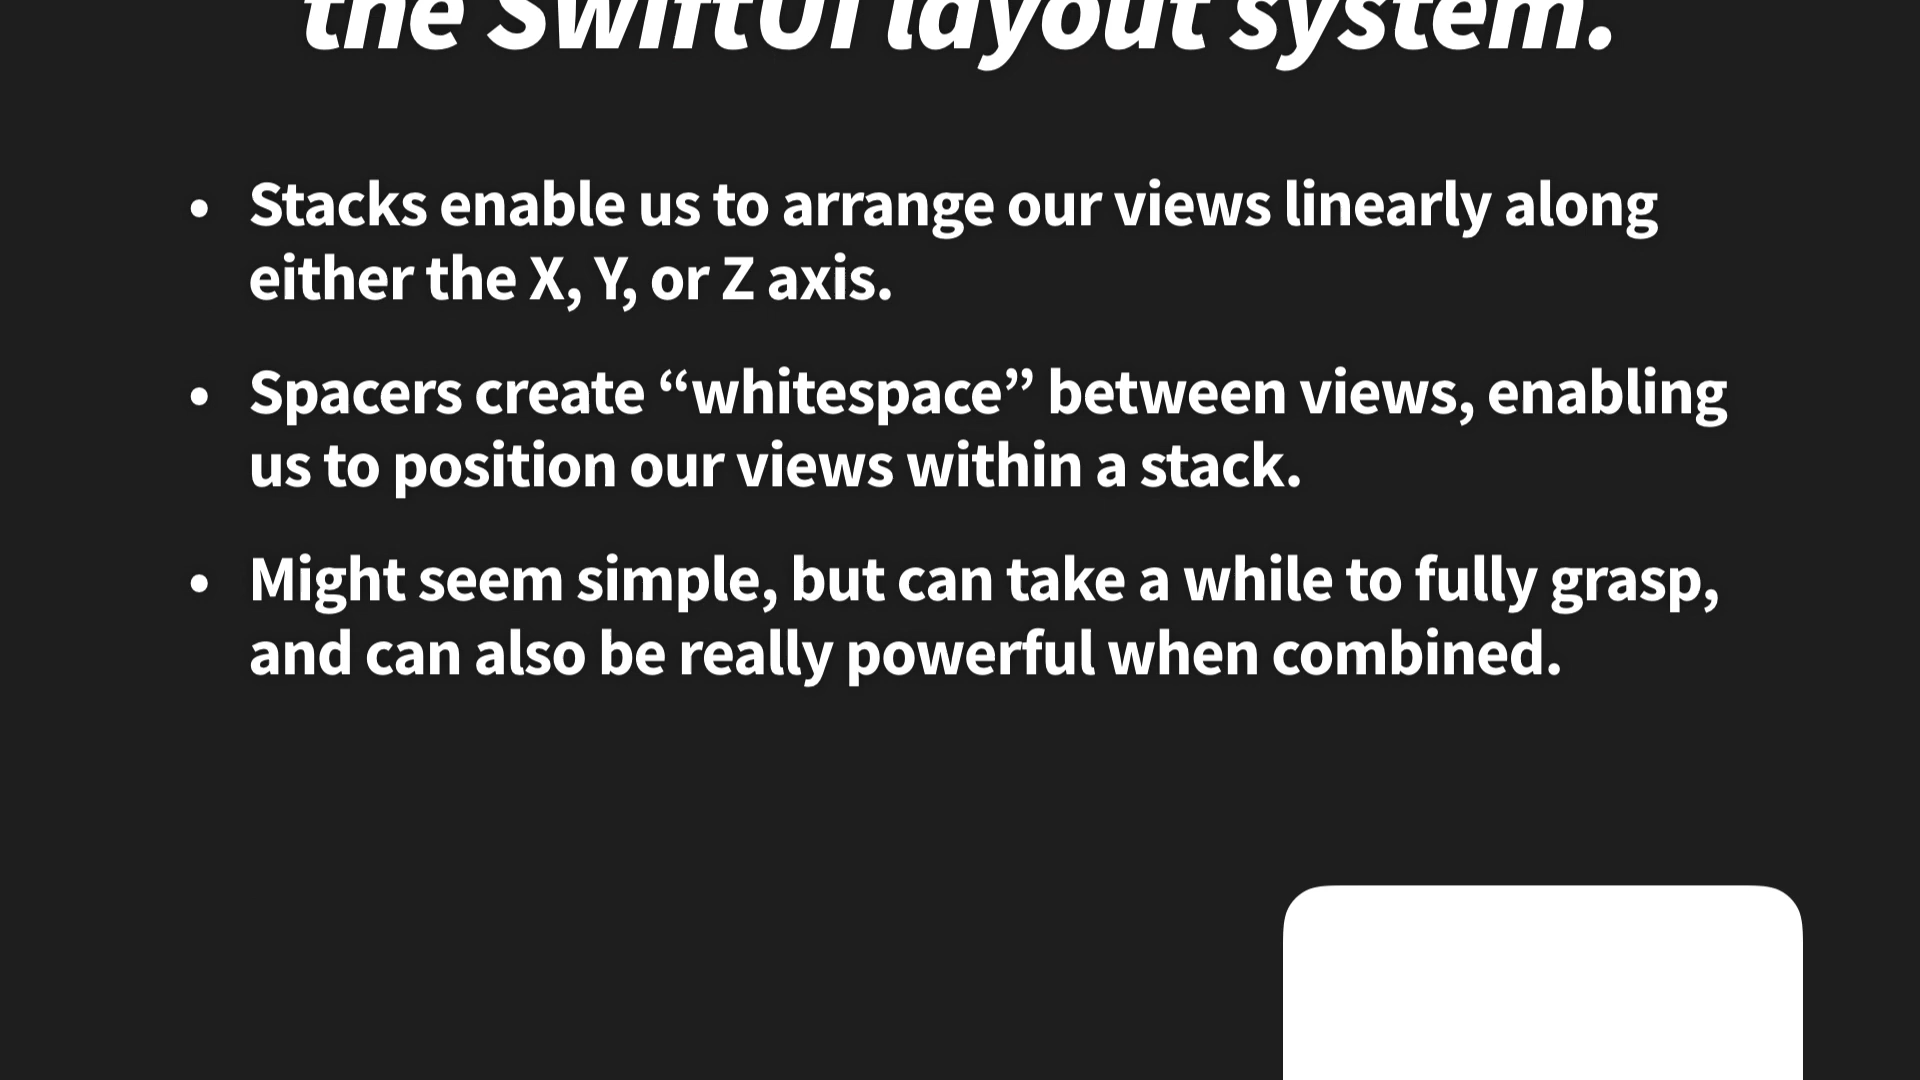 the SwiftUI layout system.
• Stacks enable us to arrange our views linearly along
either the X, Y, or Z axis.
• Spacers create “whitespace” between views, enabling
us to position our views within a stack.
• Might seem simple, but can take a while to fully grasp,
and can also be really powerful when combined.